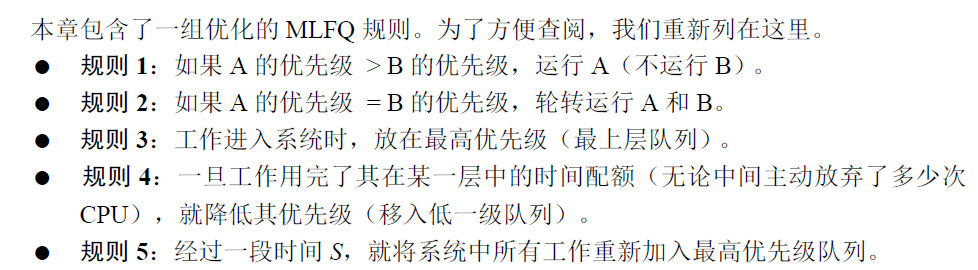 本章包含了一组优化的 MLFQ 规则。为了方便查阅，我们重新列在这里。
● 规则 1：如果 A 的优先级 > B 的优先级，运行 A（不运行 B）。
● 规则 2：如果 A 的优先级 = B 的优先级，轮转运行 A 和 B。
● 规则 3：工作进入系统时，放在最高优先级（最上层队列）。
● 规则 4：一旦工作用完了其在某一层中的时间配额（无论中间主动放弃了多少次
CPU），就降低其优先级（移入低一级队列）。
● 规则 5：经过一段时间 S，就将系统中所有工作重新加入最高优先级队列。